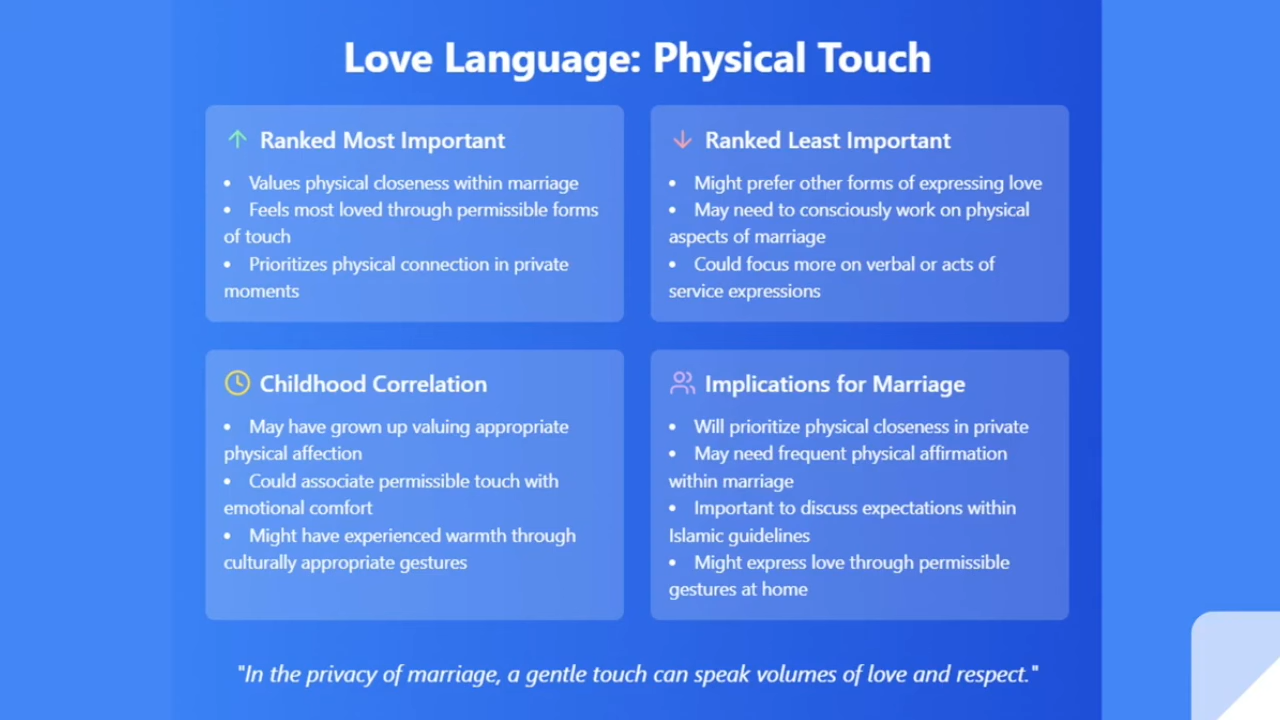 Love Language: Physical Touch
Ranked Most Important
• Values physical closeness within marriage
• Feels most loved through permissible forms
of touch
• Prioritizes physical connection in private
moments
Ranked Least Important
• Might prefer other forms of expressing love
• May need to consciously work on physical
aspects of marriage
• Could focus more on verbal or acts of
service expressions
Childhood Correlation
• May have grown up valuing appropriate
physical affection
• Could associate permissible touch with
emotional comfort
• Might have experienced warmth through
culturally appropriate gestures
Implications for Marriage
• Will prioritize physical closeness in private
• May need frequent physical affirmation
within marriage
• Important to discuss expectations within
Islamic guidelines
• Might express love through permissible
gestures at home
"In the privacy of marriage, a gentle touch can speak volumes of love and respect."